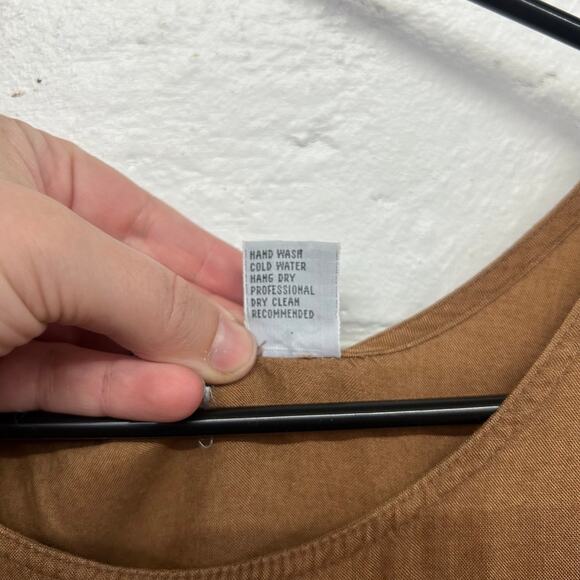 HAND WASH
COLD WATER
HANG DRY
PROFESSIONAL
DRY CLEAN
RECOMMENDED